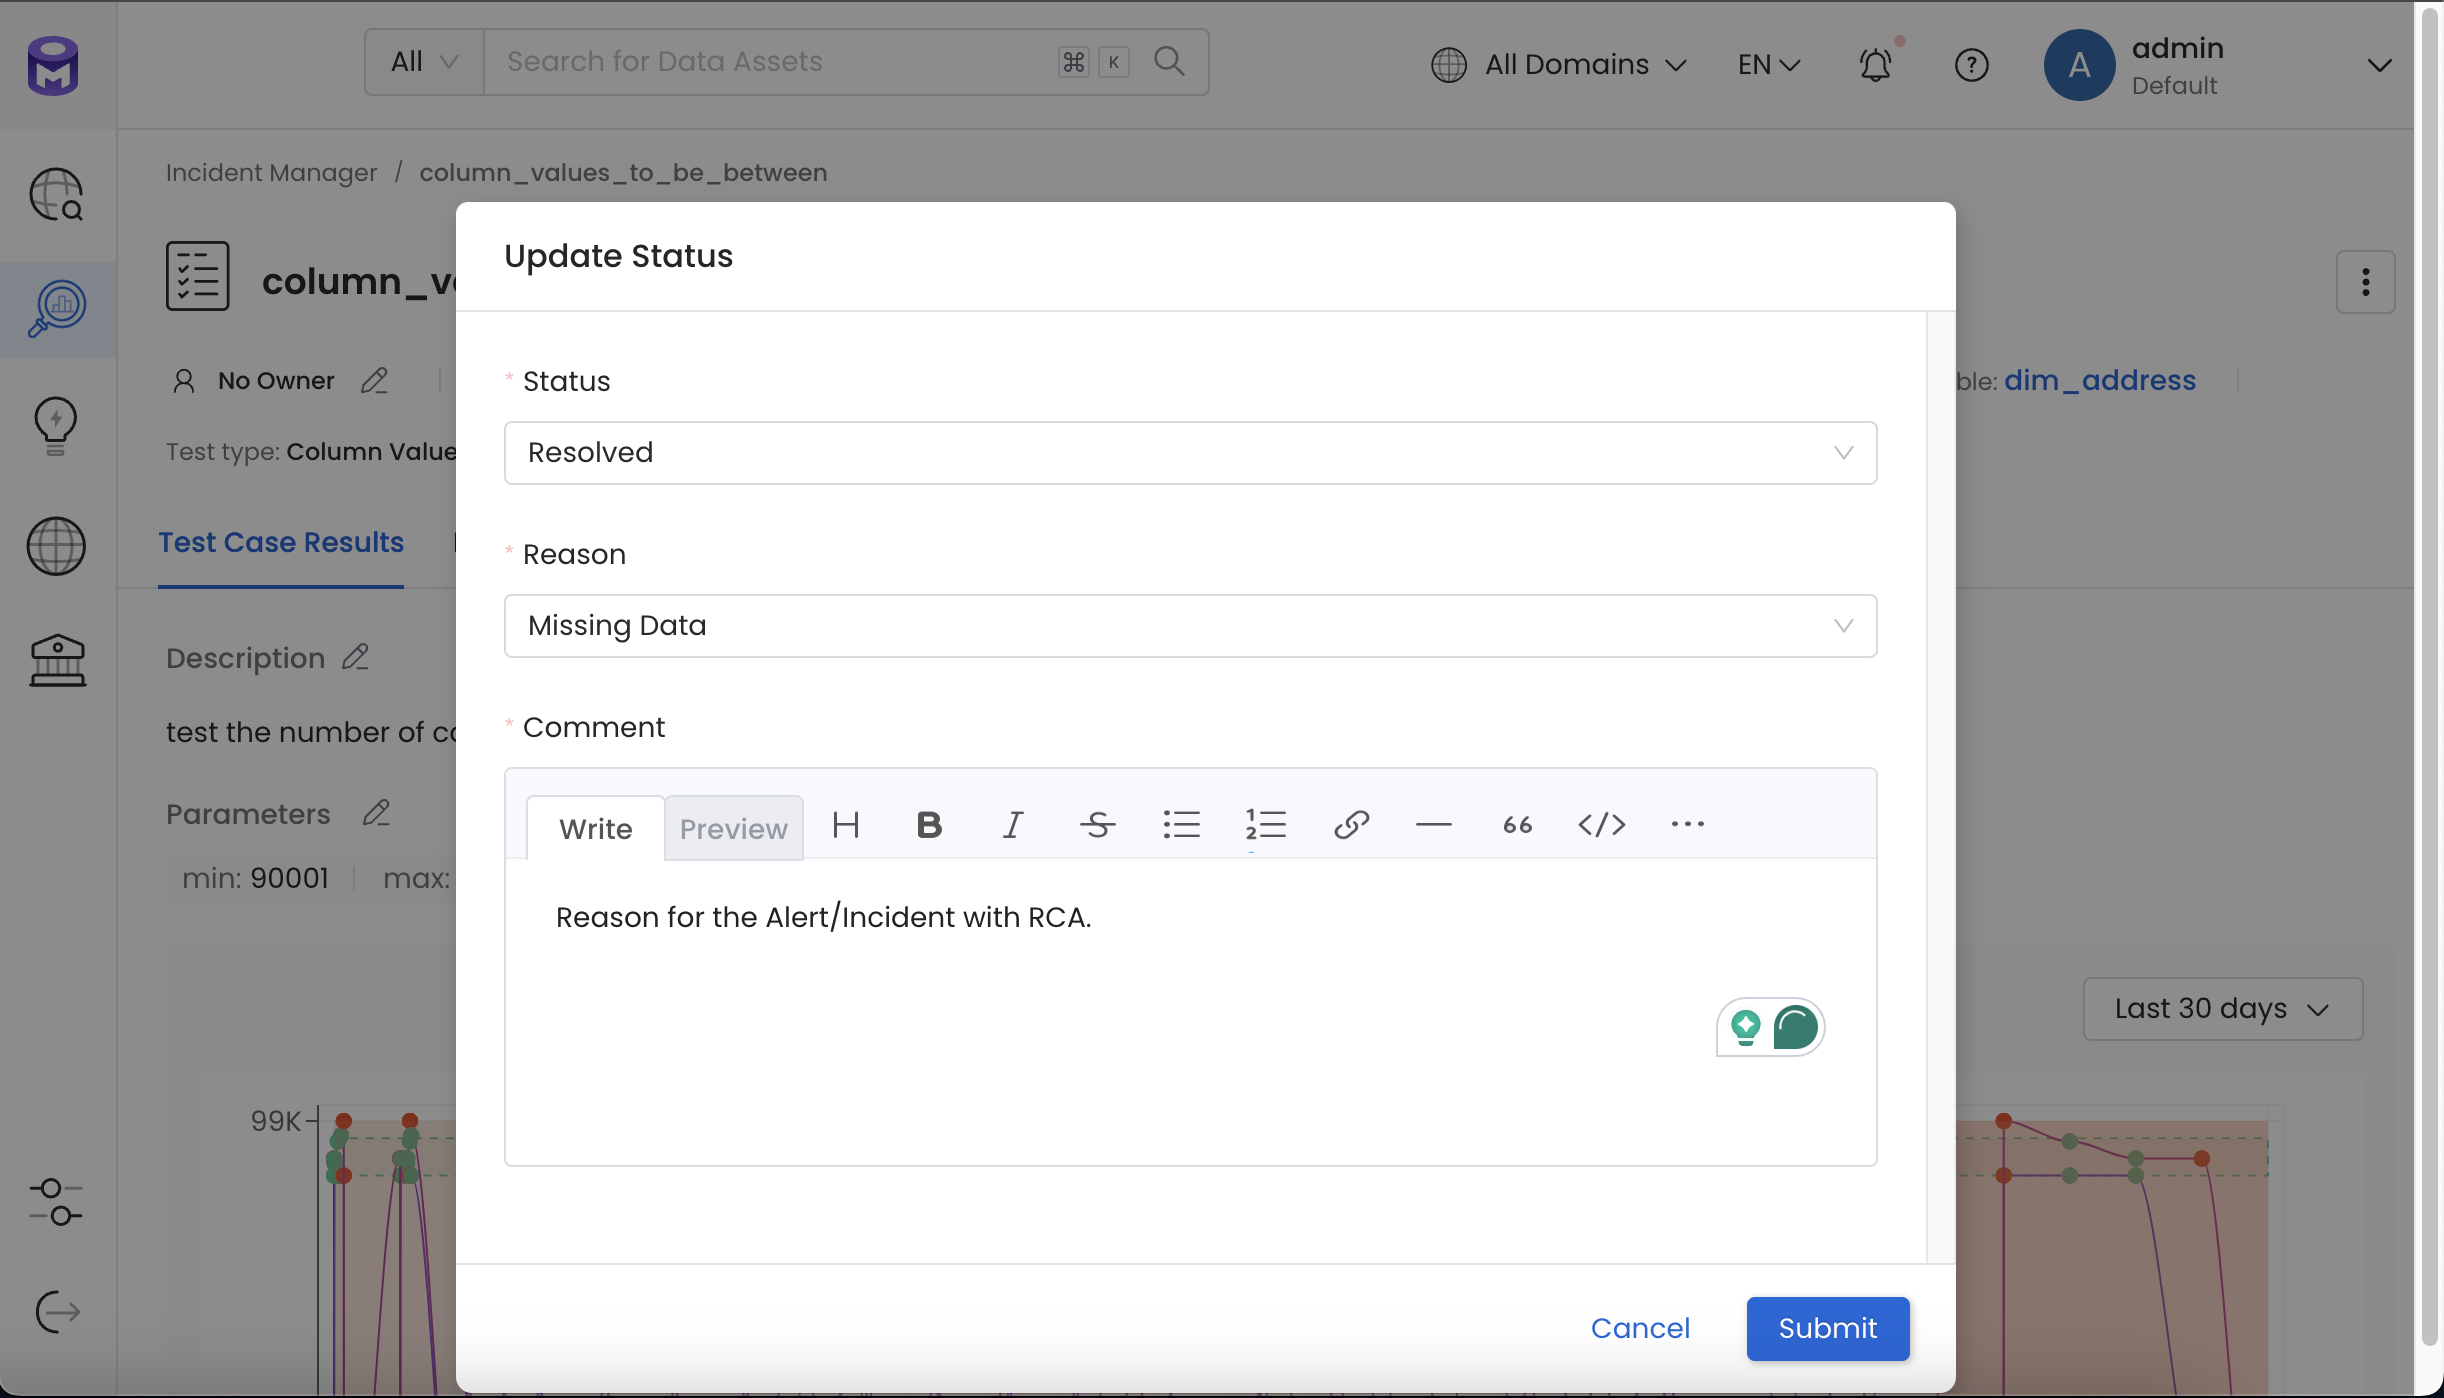 All
Search for Data Assets
⌘ K
All Domains
EN
A
admin
Default
Incident Manager / column_values_to_be_between
column_v
No Owner
ble: dim_address
Test type: Column Value
Test Case Results
Description
test the number of co
Parameters
min: 90001
max:
Last 30 days
99K
Update Status
* Status
Resolved
* Reason
Missing Data
* Comment
Write
Preview
Reason for the Alert/Incident with RCA.
Cancel
Submit